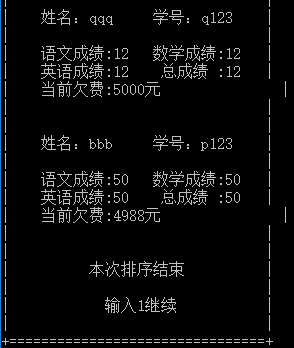 姓名：qqq 学号：q123
语文成绩:12 数学成绩:12
英语成绩:12 总成绩 :12
当前欠费:5000元
姓名：bbb 学号：p123
语文成绩:50 数学成绩:50
英语成绩:50 总成绩 :50
当前欠费:4988元
本次排序结束
输入1继续